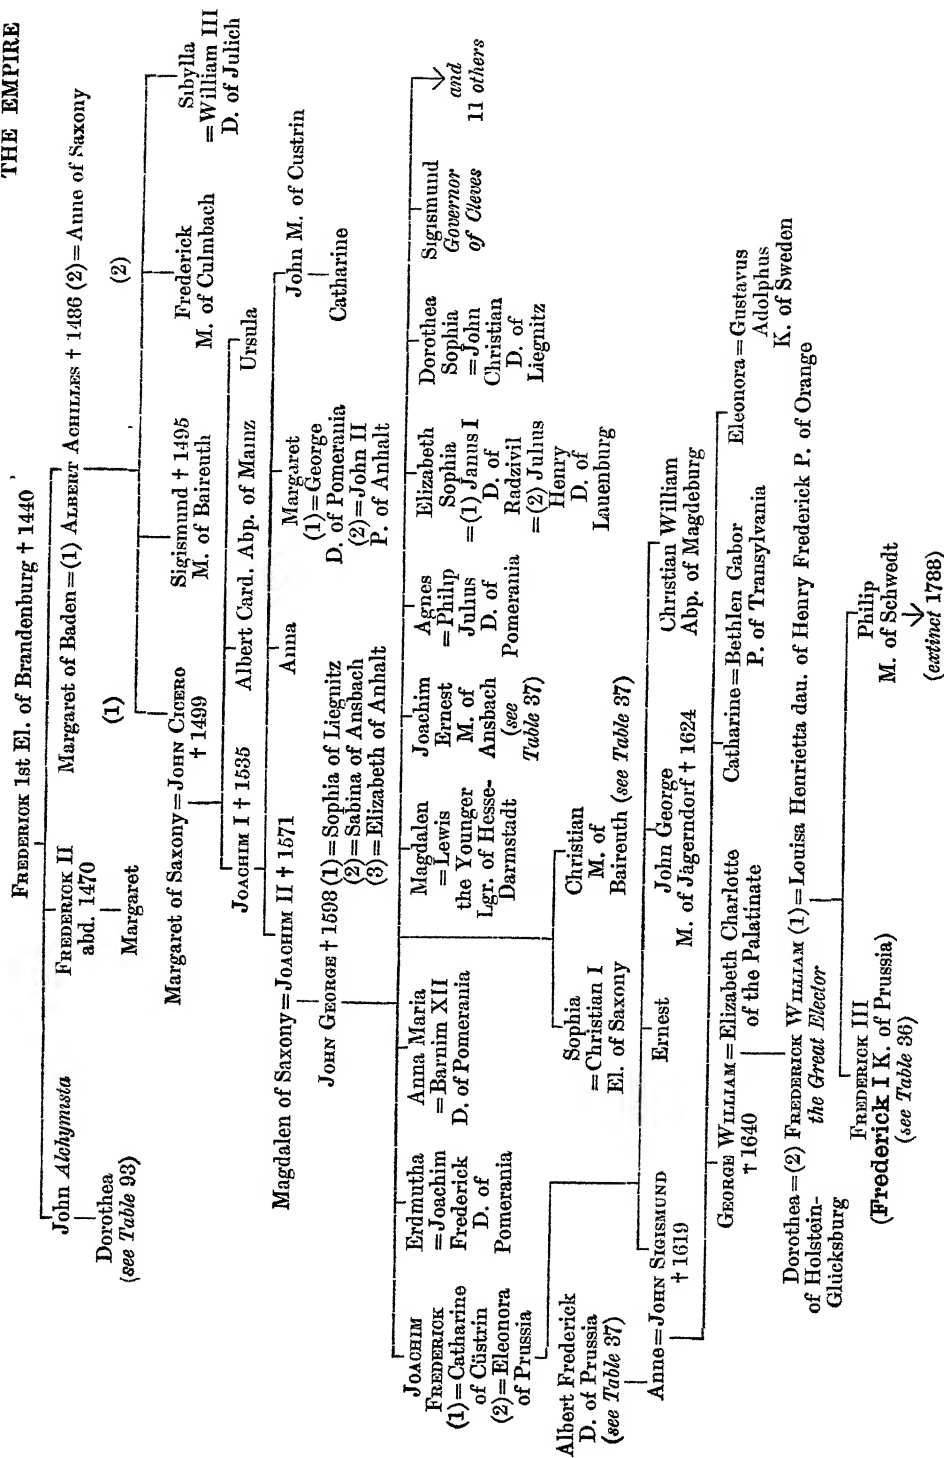 THE EMPIRE
FREDERICK 1st El. of Brandenburg † 1440
John Alchymista
FREDERICK II
abd. 1470
Margaret of Baden=(1) ALBERT ACHILLES † 1486 (2)=Anne of Saxony
Dorothea
(see Table 93)
Margaret
(1)
(2)
Margaret of Saxony=JOHN CICERO
† 1499
Sigismund † 1495
M. of Baireuth
Frederick
M. of Culmbach
Sibylla
=William III
D. of Julich
JOACHIM I † 1535
Albert Card. Abp. of Manz
Ursula
Magdalen of Saxony=JOACHIM II † 1571
Anna
Margaret
(1)=George
D. of Pomerania
(2)=John II
P. of Anhalt
John M. of Custrin
Catharine
JOHN GEORGE † 1598 (1)=Sophia of Liegnitz
(2)=Sabina of Ansbach
(3)=Elizabeth of Anhalt
JOACHIM
FREDERICK
(1)=Catharine
of Cüstrin
(2)=Eleonora
of Prussia
Erdmutha
=Joachim
Frederick
D. of
Pomerania
Anna Maria
=Barnim XII
D. of Pomerania
Magdalen
=Lewis
the Younger
Lgr. of Hesse-
Darmstadt
Joachim
Ernest
M. of
Ansbach
(see
Table 37)
Agnes
=Philip
Julius
D. of
Pomerania
Elizabeth
Sophia
=(1) Janus I
D. of
Radzivil
=(2) Julius
Henry
D. of
Lauenburg
Dorothea
Sophia
=John
Christian
D. of
Liegnitz
Sigismund
Governor
of Cleves
and
11 others
Sophia
=Christian I
El. of Saxony
Christian
M. of
Baireuth (see Table 37)
Albert Frederick
D. of Prussia
(see Table 37)
Anne=JOHN SIGISMUND
† 1619
Ernest
John George
M. of Jagerndorf † 1624
Christian William
Abp. of Magdeburg
GEORGE WILLIAM=Elizabeth Charlotte
† 1640
of the Palatinate
Catharine=Bethlen Gabor
P. of Transylvania
Eleonora=Gustavus
Adolphus
K. of Sweden
Dorothea=(2) FREDERICK WILLIAM (1)=Louisa Henrietta dau. of Henry Frederick P. of Orange
of Holstein-
Glücksburg
the Great Elector
FREDERICK III
(Frederick I K. of Prussia)
(see Table 36)
Philip
M. of Schwedt
(extinct 1788)